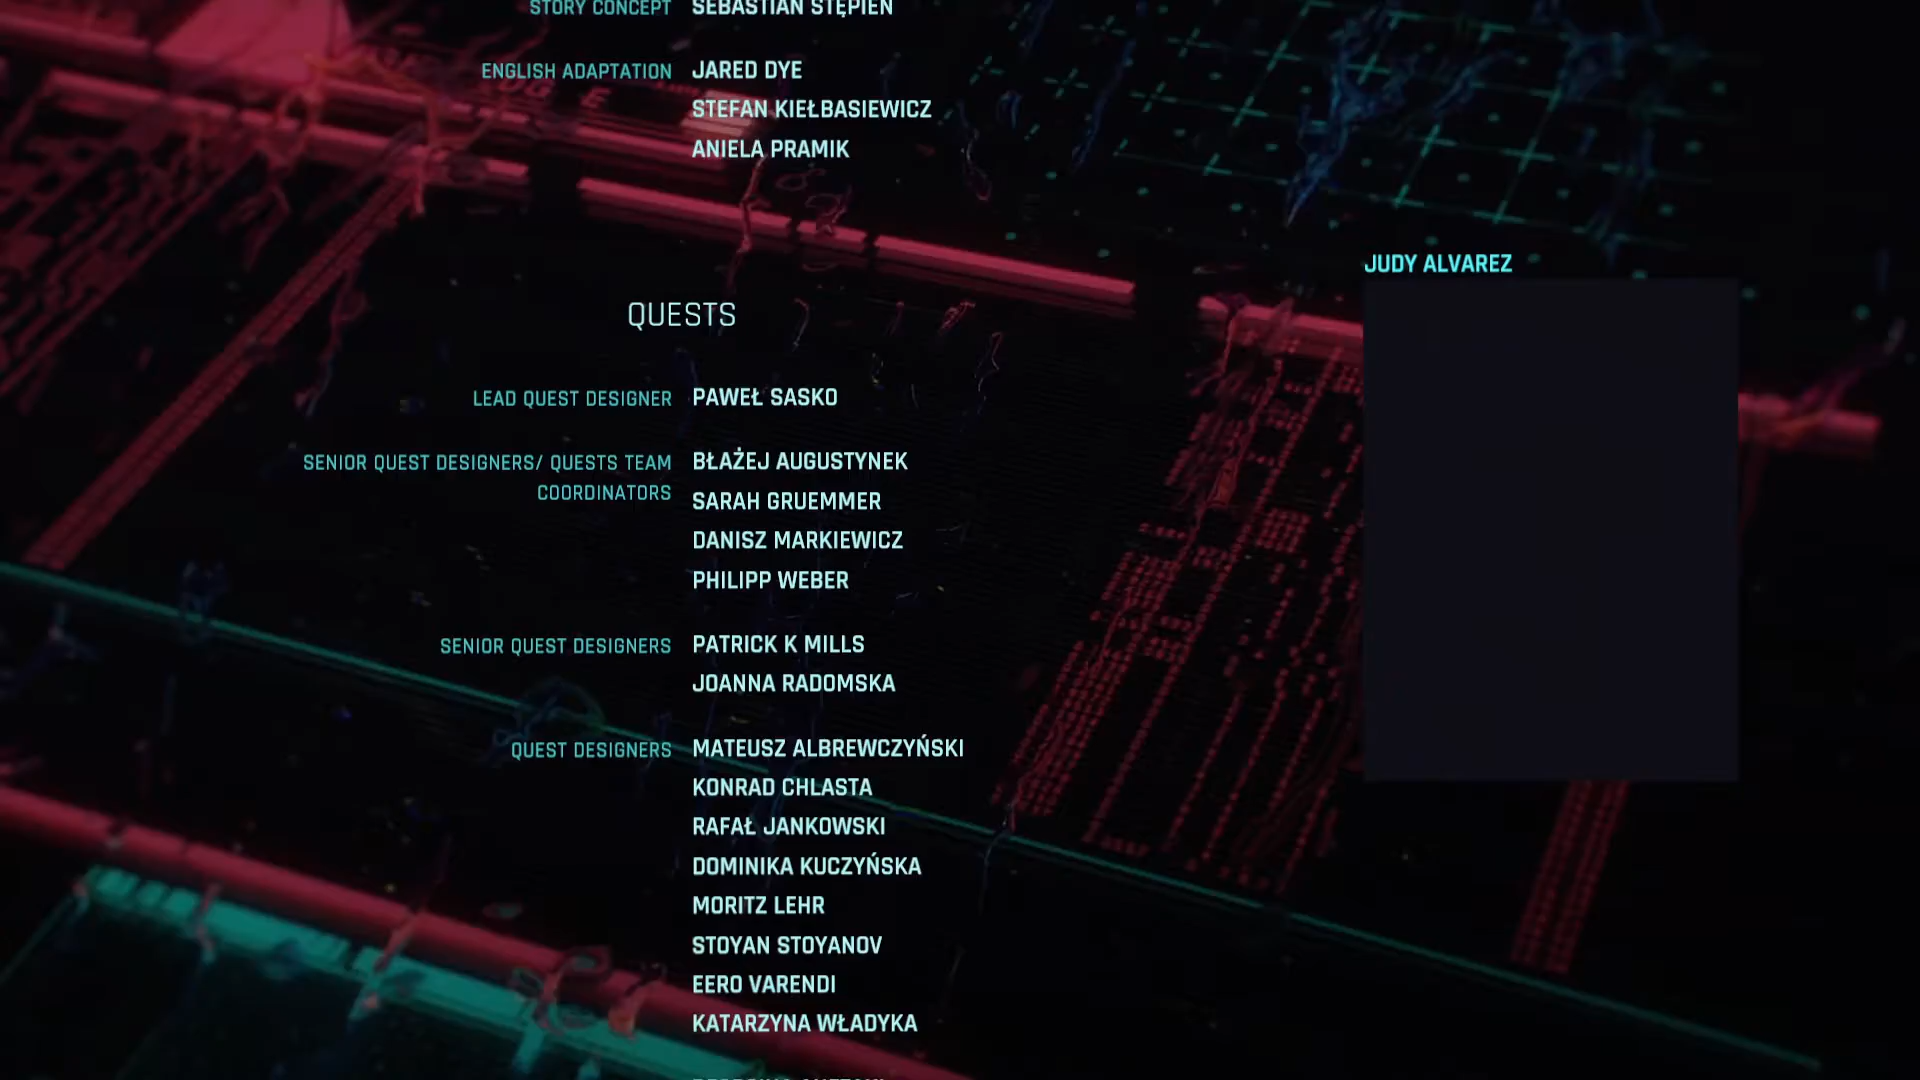 STORY CONCEPT SEBASTIAN STĘPIEŃ
ENGLISH ADAPTATION JARED DYE
STEFAN KIEŁBASIEWICZ
ANIELA PRAMIK
JUDY ALVAREZ
QUESTS
LEAD QUEST DESIGNER PAWEŁ SASKO
SENIOR QUEST DESIGNERS/ QUESTS TEAM COORDINATORS BŁAŻEJ AUGUSTYNEK
SARAH GRUEMMER
DANISZ MARKIEWICZ
PHILIPP WEBER
SENIOR QUEST DESIGNERS PATRICK K MILLS
JOANNA RADOMSKA
QUEST DESIGNERS MATEUSZ ALBREWCZYŃSKI
KONRAD CHLASTA
RAFAŁ JANKOWSKI
DOMINIKA KUCZYŃSKA
MORITZ LEHR
STOYAN STOYANOV
EERO VARENDI
KATARZYNA WŁADYKA